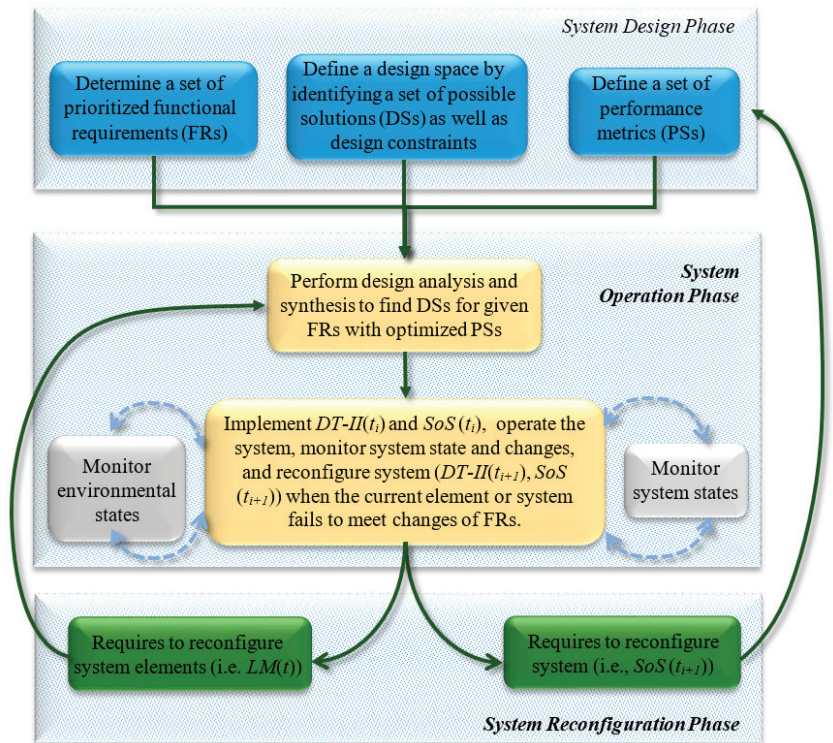 System Design Phase
Determine a set of
prioritized functional
requirements (FRs)
Define a design space by
identifying a set of possible
solutions (DSs) as well as
design constraints
Define a set of
performance metrics (PSs)
System
Operation Phase
Perform design analysis and
synthesis to find DSs for given
FRs with optimized PSs
Implement DT-II(ti) and SoS(ti), operate the
system, monitor system state and changes,
and reconfigure system (DT-II(ti+1), SoS
(ti+1)) when the current element or system
fails to meet changes of FRs.
Monitor
environmental
states
Monitor
system states
Requires to reconfigure
system elements (i.e. LM(t))
Requires to reconfigure
system (i.e., SoS(ti+1))
System Reconfiguration Phase